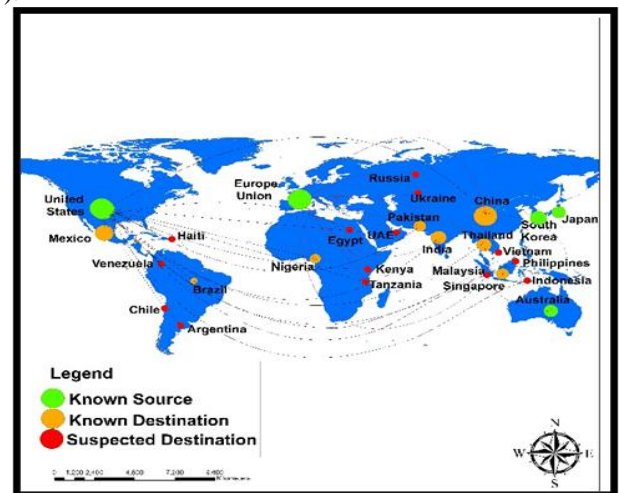 ).
Europe
Union
Russia
Ukraine
China
United
States
Pakistan
South
Korea
Japan
Mexico
Haiti
Egypt
UAE
India
Thailand
Vietnam
Philippines
Venezuela
Nigeria
Kenya
Malaysia
Brazil
Tanzania
Singapore
Indonesia
Chile
Australia
Argentina
Legend
Known Source
Known Destination
Suspected Destination
N
W
E
S